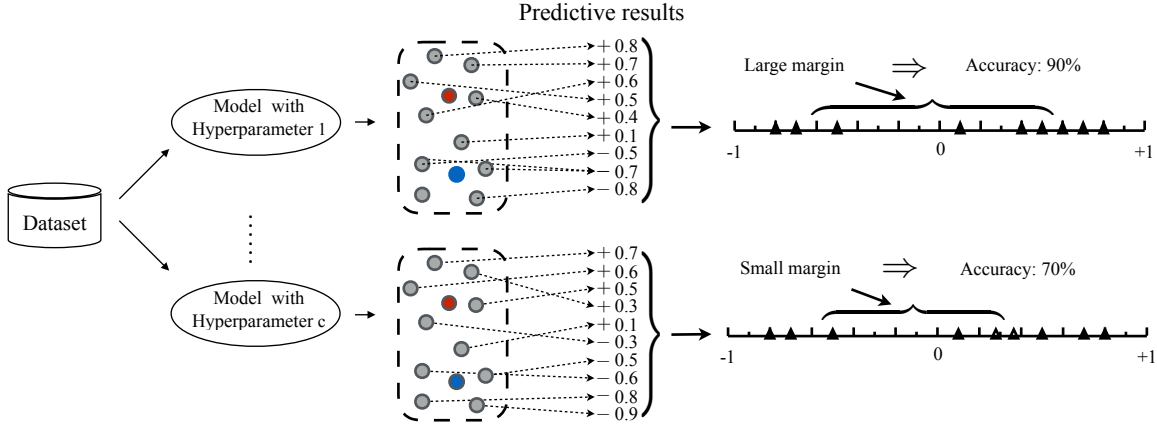 Predictive results
Dataset
Model with
Hyperparameter 1
+ 0.8
+ 0.7
+ 0.6
+ 0.5
+ 0.4
+ 0.1
− 0.5
− 0.7
− 0.8
Large margin ⇒ Accuracy: 90%
-1 0 +1
Model with
Hyperparameter c
+ 0.7
+ 0.6
+ 0.5
+ 0.3
+ 0.1
− 0.3
− 0.5
− 0.6
− 0.8
− 0.9
Small margin ⇒ Accuracy: 70%
-1 0 +1